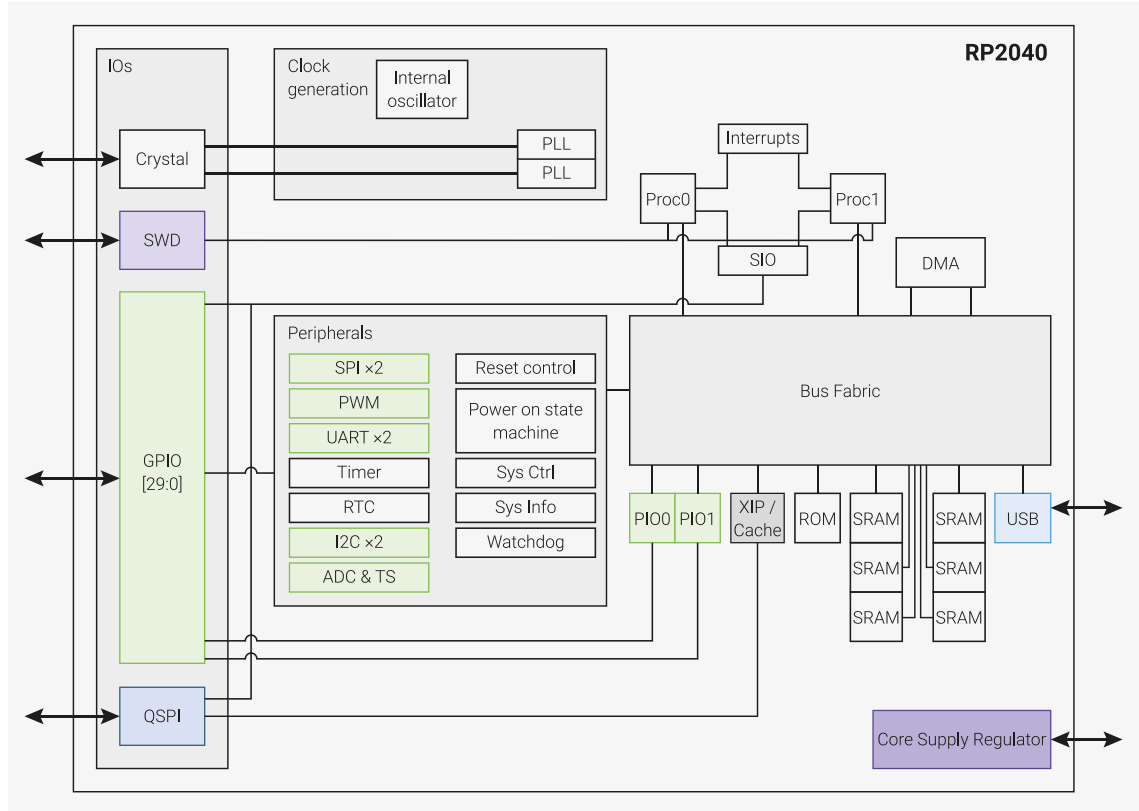 RP2040
IOs
Clock
generation
Internal
oscillator
Crystal
PLL
PLL
Interrupts
Proc0
Proc1
SWD
SIO
DMA
Peripherals
SPI ×2
PWM
UART ×2
Timer
RTC
I2C ×2
ADC & TS
Reset control
Power on state
machine
Sys Ctrl
Sys Info
Watchdog
Bus Fabric
GPIO
[29:0]
PIO0
PIO1
XIP /
Cache
ROM
SRAM
SRAM
USB
SRAM
SRAM
SRAM
SRAM
QSPI
Core Supply Regulator